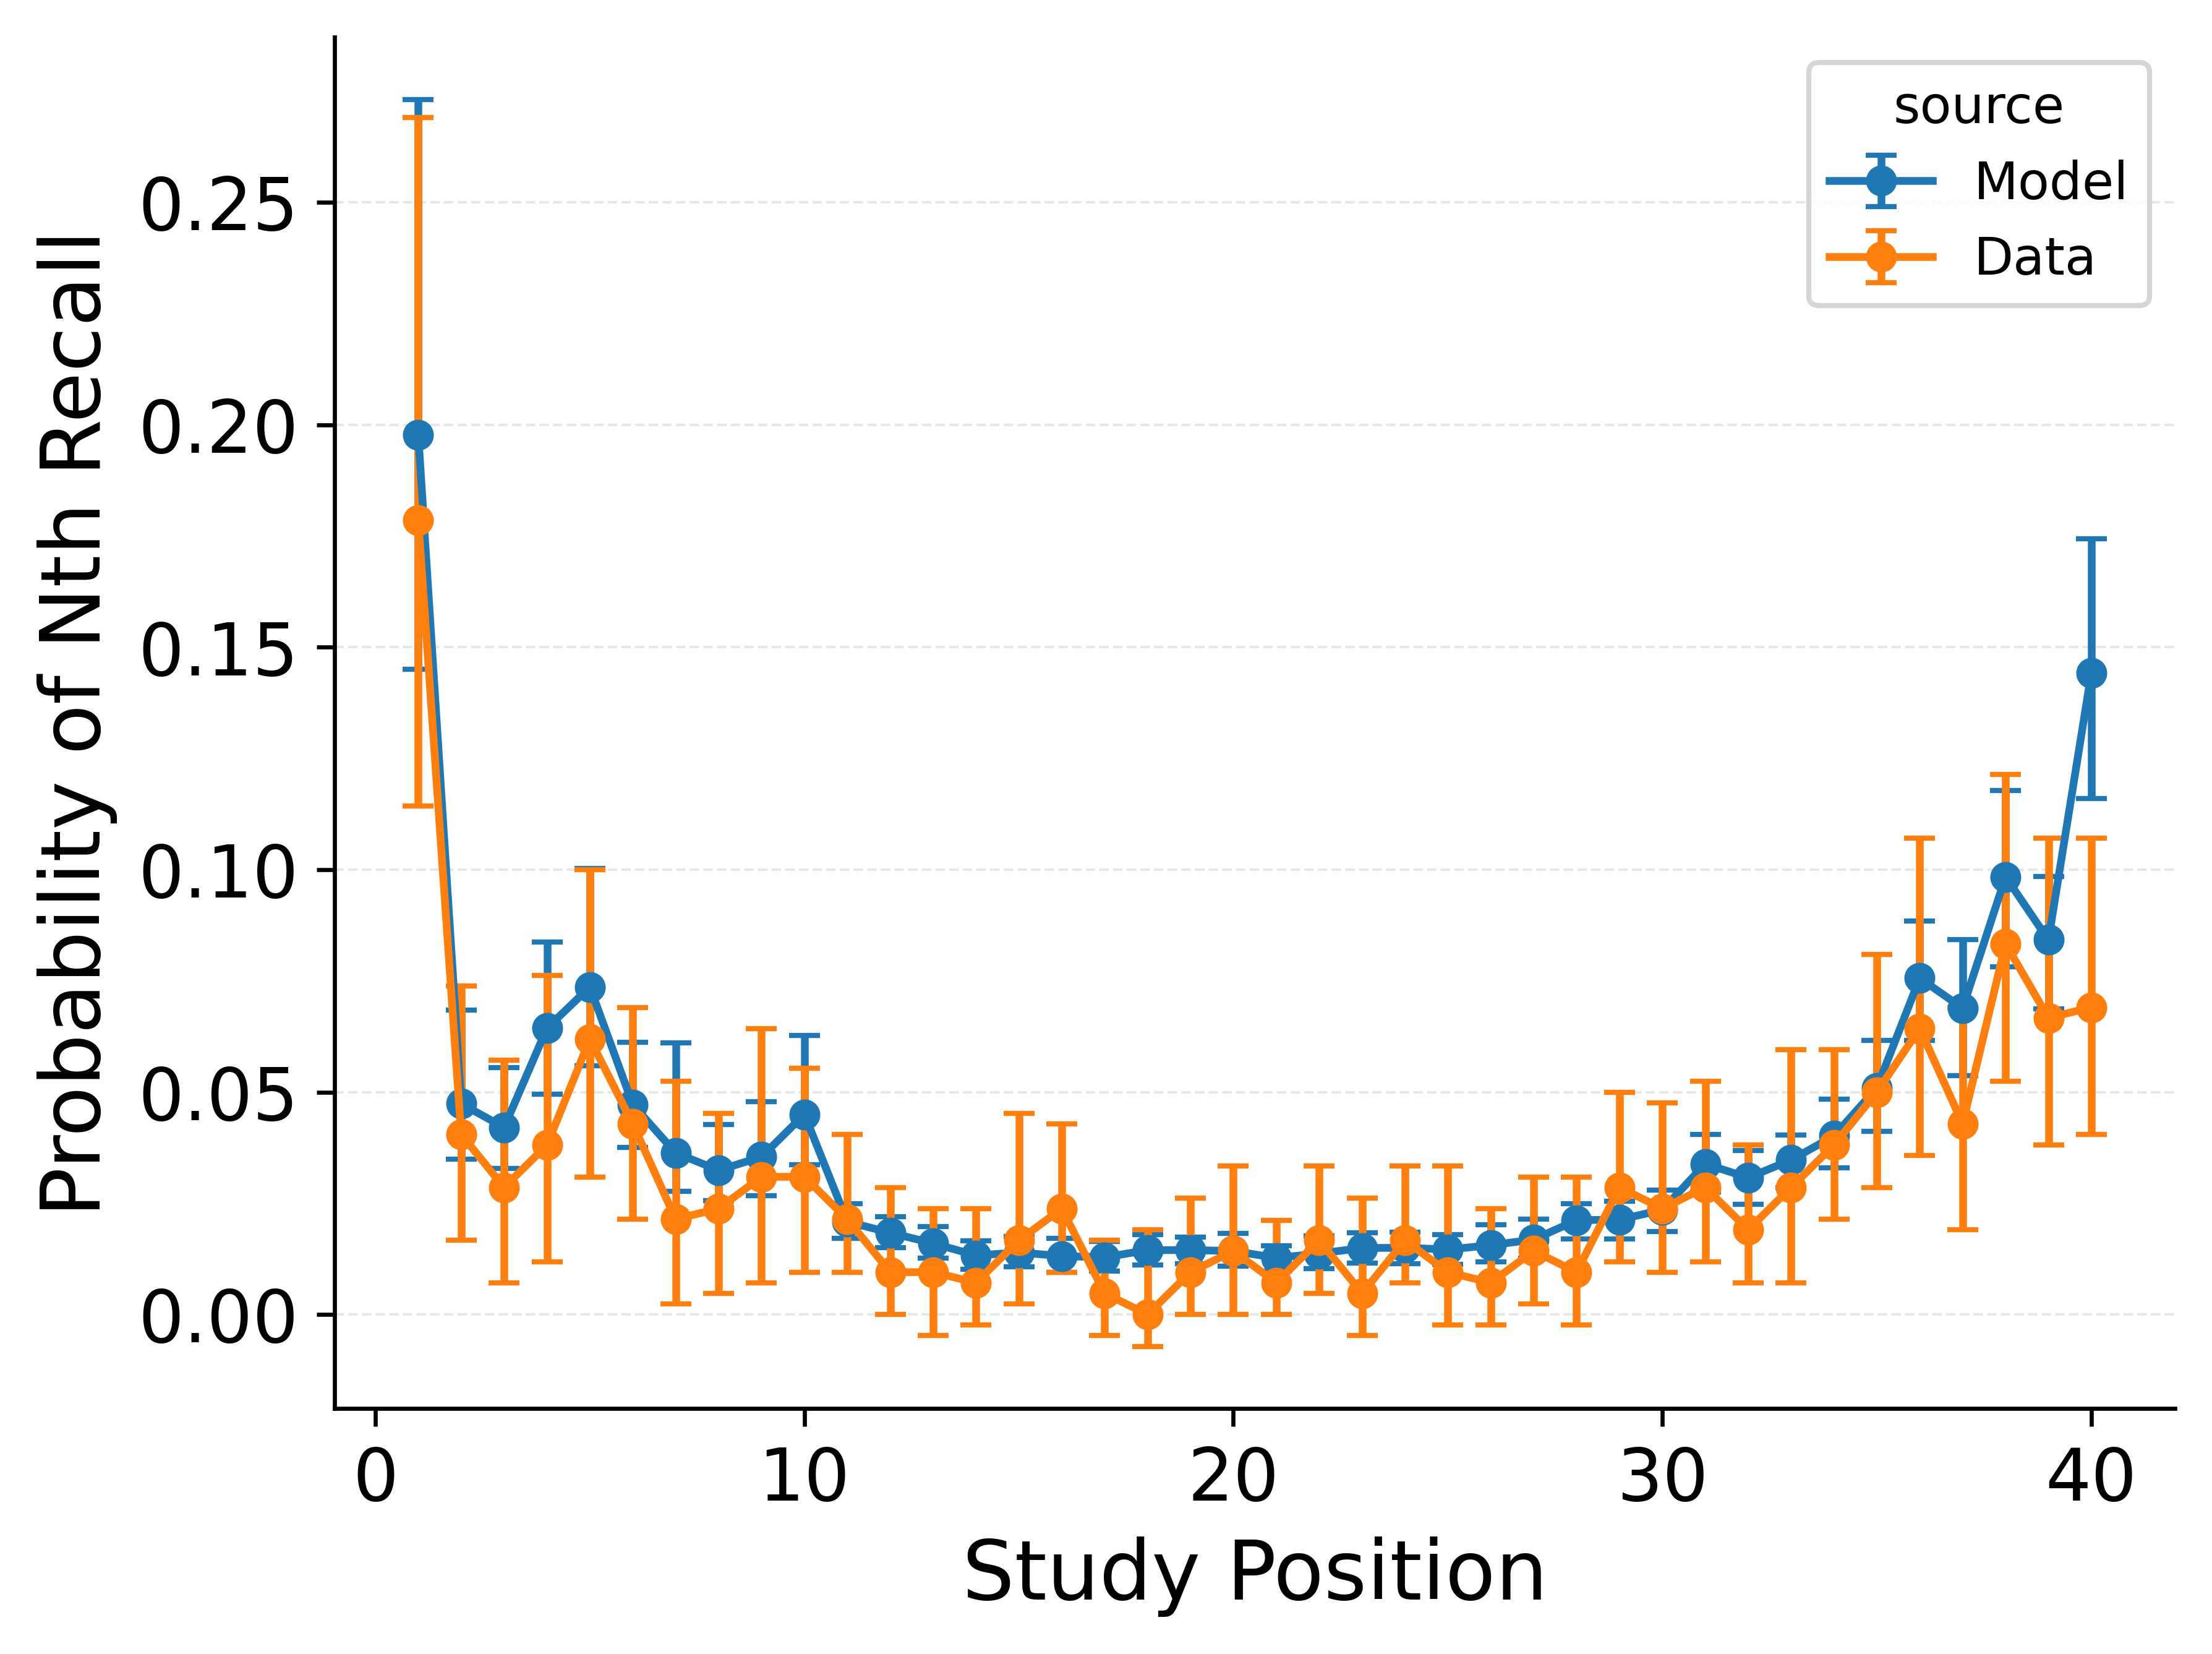 source
Model
Data
0.25
0.20
0.15
0.10
0.05
0.00
Probability of Nth Recall
0 10 20 30 40
Study Position